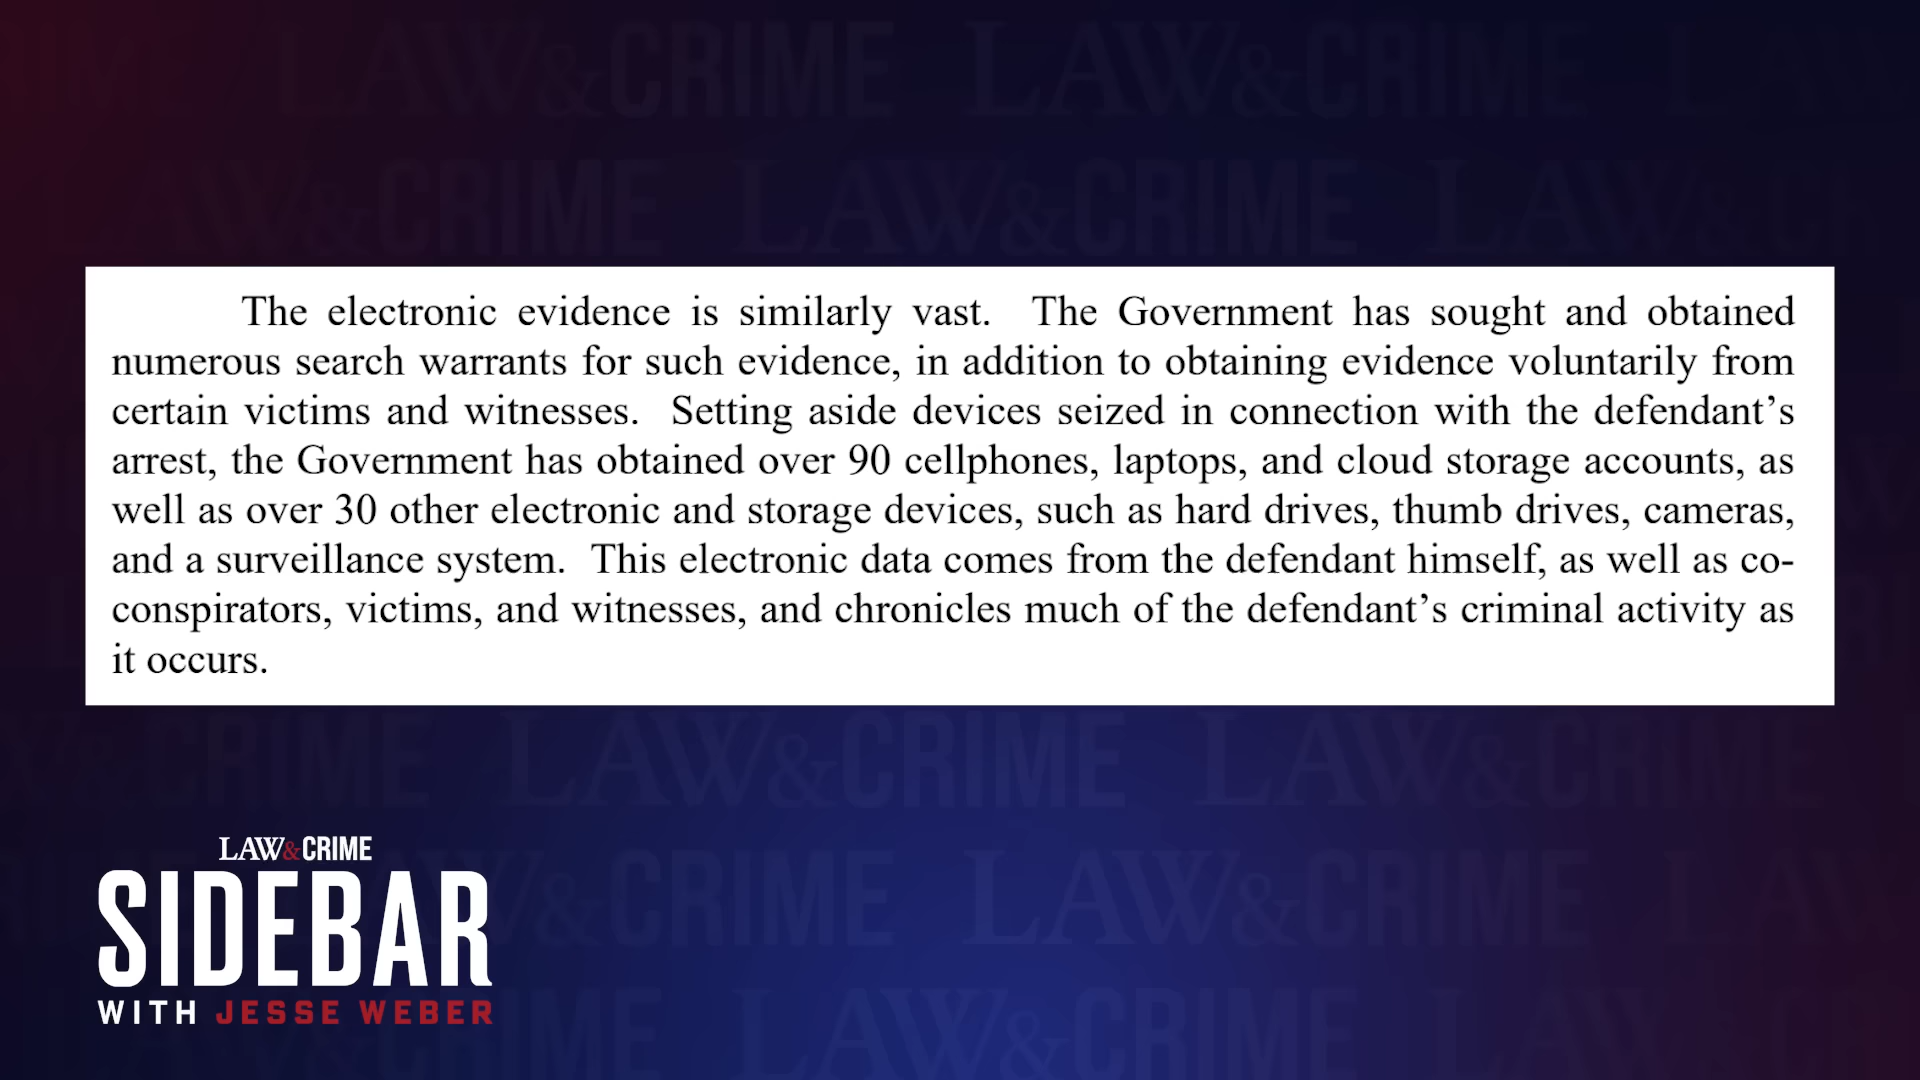 The electronic evidence is similarly vast. The Government has sought and obtained
numerous search warrants for such evidence, in addition to obtaining evidence voluntarily from
certain victims and witnesses. Setting aside devices seized in connection with the defendant’s
arrest, the Government has obtained over 90 cellphones, laptops, and cloud storage accounts, as
well as over 30 other electronic and storage devices, such as hard drives, thumb drives, cameras,
and a surveillance system. This electronic data comes from the defendant himself, as well as co-
conspirators, victims, and witnesses, and chronicles much of the defendant’s criminal activity as
it occurs.
LAW&CRIME
SIDEBAR
WITH JESSE WEBER